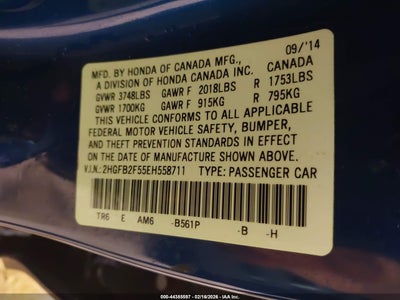 09/'14
MFD. BY HONDA OF CANADA MFG., CANADA
A DIVISION OF HONDA CANADA INC.
GVWR 3748LBS GAWR F 2018LBS R 1753LBS
GVWR 1700KG GAWR F 915KG R 795KG
THIS VEHICLE CONFORMS TO ALL APPLICABLE
FEDERAL MOTOR VEHICLE SAFETY, BUMPER,
AND THEFT PREVENTION STANDARDS IN EFFECT
ON THE DATE OF MANUFACTURE SHOWN ABOVE.
V.I.N.: 2HGFB2F55EH558711 TYPE: PASSENGER CAR
TR6 E AM6 -B561P -B -H
000-44385597 - 02/18/2026 - IAA Inc.